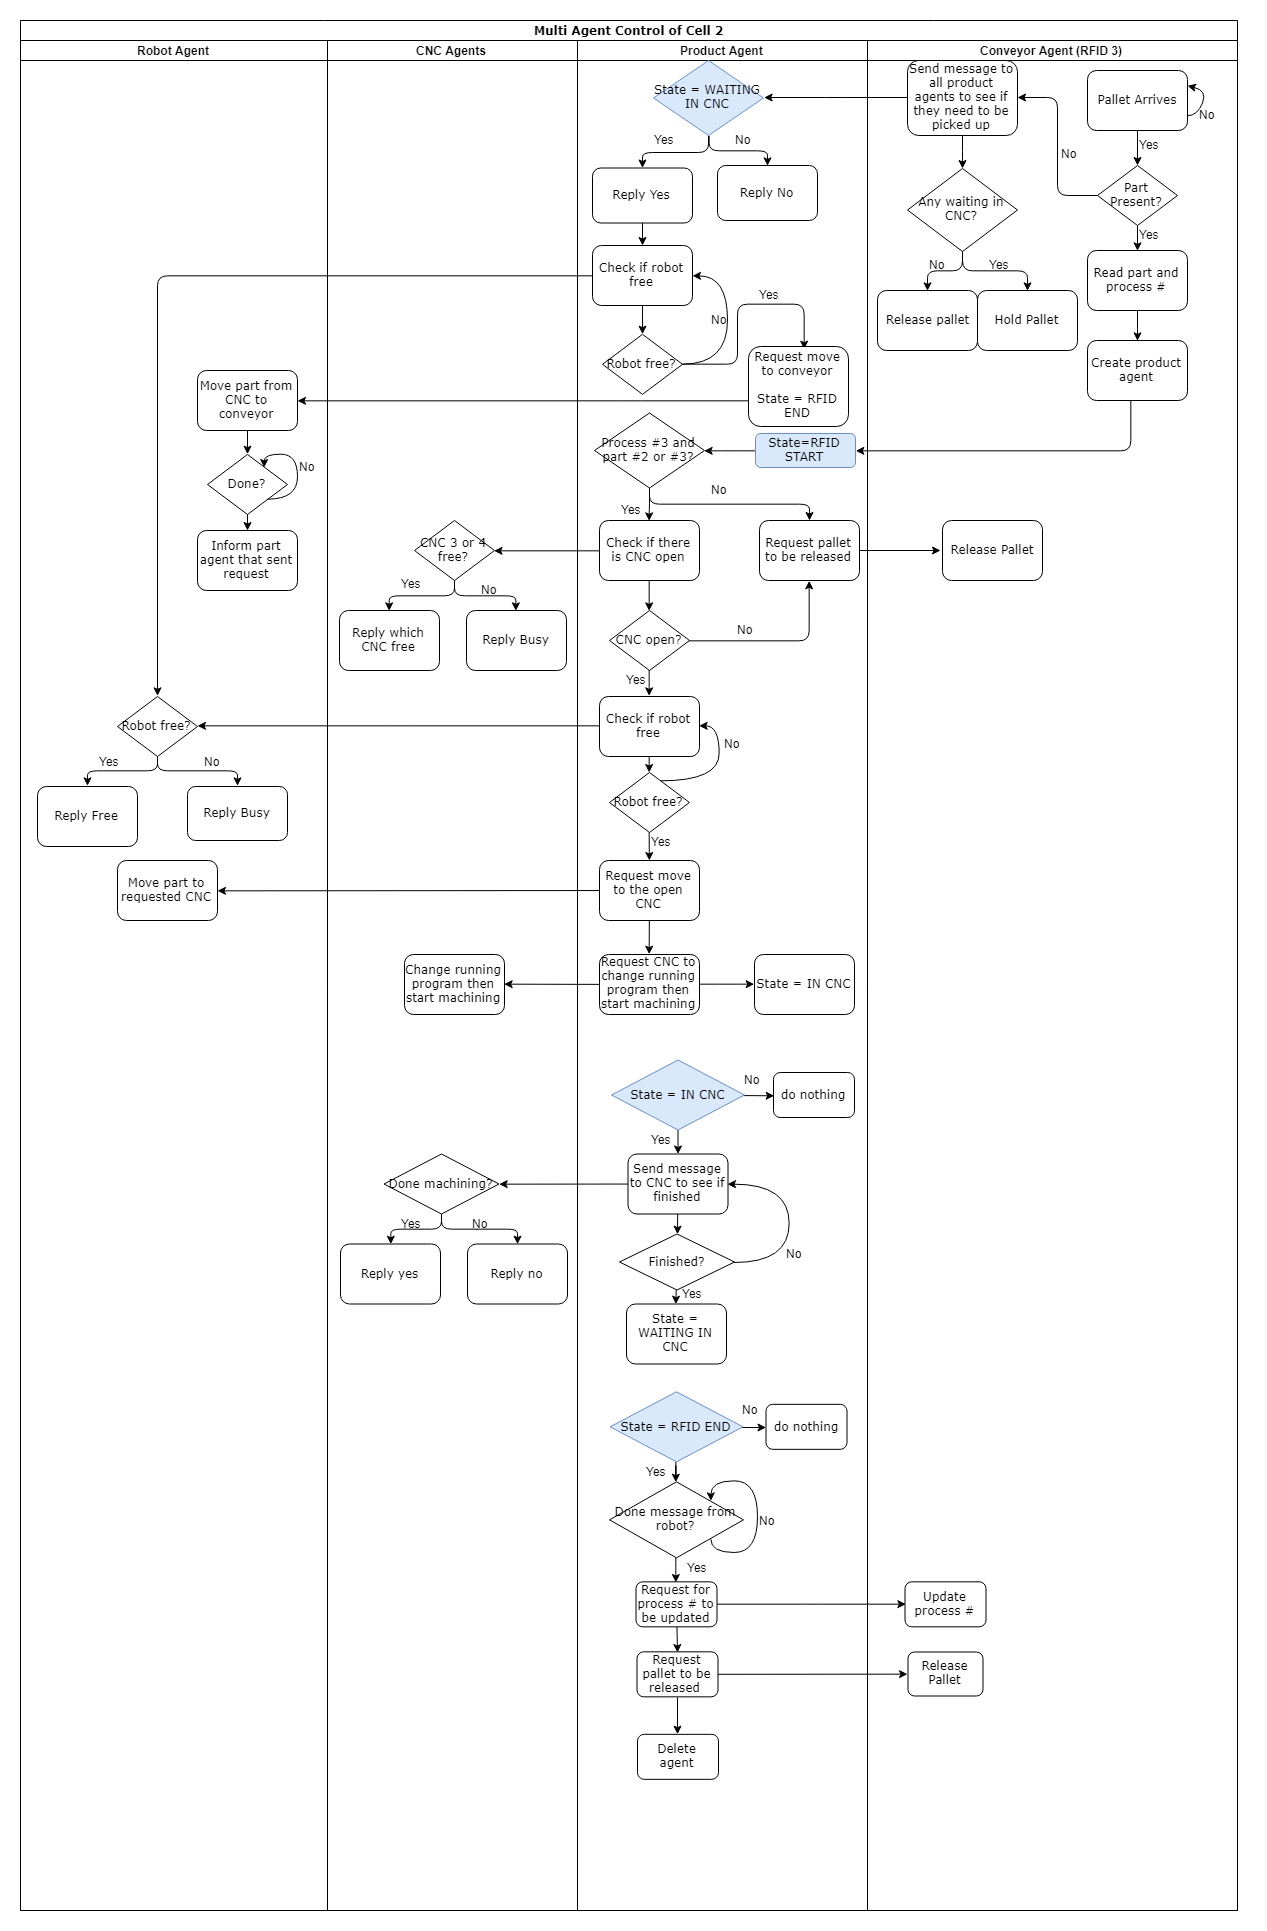 Multi Agent Control of Cell 2
Robot Agent
CNC Agents
Product Agent
Conveyor Agent (RFID 3)
State = WAITING
IN CNC
Yes
No
Reply Yes
Reply No
Send message to
all product
agents to see if
they need to be
picked up
Pallet Arrives
No
Yes
No
Part
Present?
Any waiting in
CNC?
Yes
No
Yes
Release pallet
Hold Pallet
Read part and
process #
Create product
agent
Check if robot
free
No
Yes
Robot free?
Request move
to conveyor
State = RFID
END
Move part from
CNC to
conveyor
Done?
No
Inform part
agent that sent
request
Process #3 and
part #2 or #3?
State=RFID
START
Yes
No
CNC 3 or 4
free?
Yes
No
Reply which
CNC free
Reply Busy
Check if there
is CNC open
Request pallet
to be released
Release Pallet
CNC open?
No
Yes
Robot free?
Yes
No
Reply Free
Reply Busy
Check if robot
free
No
Robot free?
Yes
Move part to
requested CNC
Request move
to the open
CNC
Change running
program then
start machining
Request CNC to
change running
program then
start machining
State = IN CNC
State = IN CNC
No
do nothing
Yes
Done machining?
Yes
No
Reply yes
Reply no
Send message
to CNC to see if
finished
Finished?
No
Yes
State =
WAITING IN
CNC
State = RFID END
No
do nothing
Yes
Done message from
robot?
No
Yes
Request for
process # to
be updated
Update
process #
Request
pallet to be
released
Release
Pallet
Delete
agent